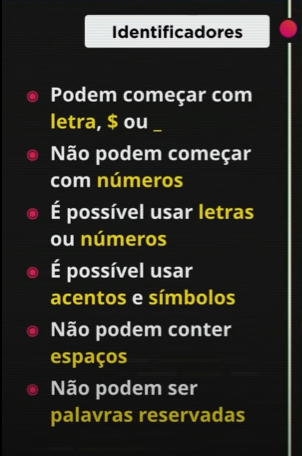 Identificadores
Podem começar com
letra, $ ou _
Não podem começar
com números
É possível usar letras
ou números
É possível usar
acentos e símbolos
Não podem conter
espaços
Não podem ser
palavras reservadas